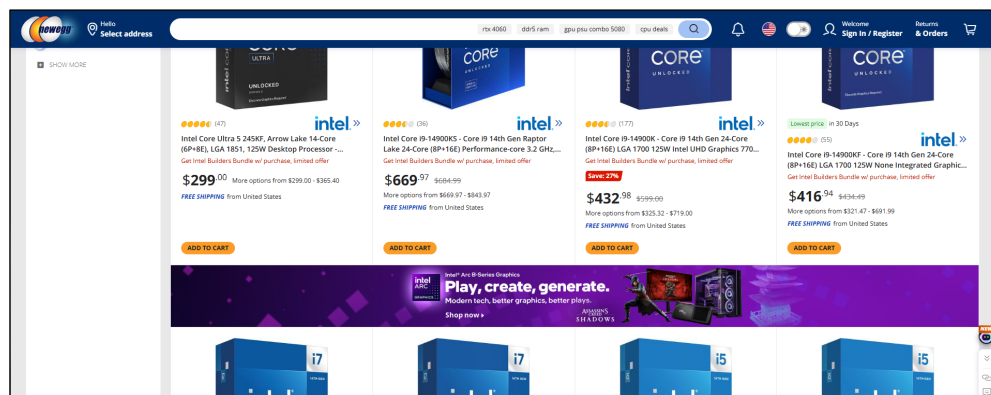 newegg
Hello
Select address
rtx 4060
ddr5 ram
gpu psu combo 5080
cpu deals
Welcome
Sign In / Register
Returns
& Orders
SHOW MORE
intel
CORE
ULTRA
UNLOCKED
intel
CORE
UNLOCKED
intel
CORE
UNLOCKED
intel
CORE
UNLOCKED
(47)
intel. »
Intel Core Ultra 5 245KF, Arrow Lake 14-Core
(6P+8E), LGA 1851, 125W Desktop Processor -...
Get Intel Builders Bundle w/ purchase, limited offer
$299.00 More options from $299.00 - $365.40
FREE SHIPPING from United States
ADD TO CART
(36)
intel. »
Intel Core i9-14900KS - Core i9 14th Gen Raptor
Lake 24-Core (8P+16E) Performance-core 3.2 GHz,...
Get Intel Builders Bundle w/ purchase, limited offer
$669.97 $684.99
More options from $669.97 - $843.97
FREE SHIPPING from United States
ADD TO CART
(177)
intel. »
Intel Core i9-14900K - Core i9 14th Gen 24-Core
(8P+16E) LGA 1700 125W Intel UHD Graphics 770...
Get Intel Builders Bundle w/ purchase, limited offer
Save: 27%
$432.98 $599.00
More options from $325.32 - $719.00
FREE SHIPPING from United States
ADD TO CART
Lowest price in 30 Days
(55)
intel. »
Intel Core i9-14900KF - Core i9 14th Gen 24-Core
(8P+16E) LGA 1700 125W None Integrated Graphic...
Get Intel Builders Bundle w/ purchase, limited offer
$416.94 $434.49
More options from $321.47 - $691.99
FREE SHIPPING from United States
ADD TO CART
intel
ARC
GRAPHICS
Intel® Arc B-Series Graphics
Play, create, generate.
Modern tech, better graphics, better plays.
Shop now ▸
ASSASSIN'S
CREED
SHADOWS
NEW
i7
i7
i5
i5